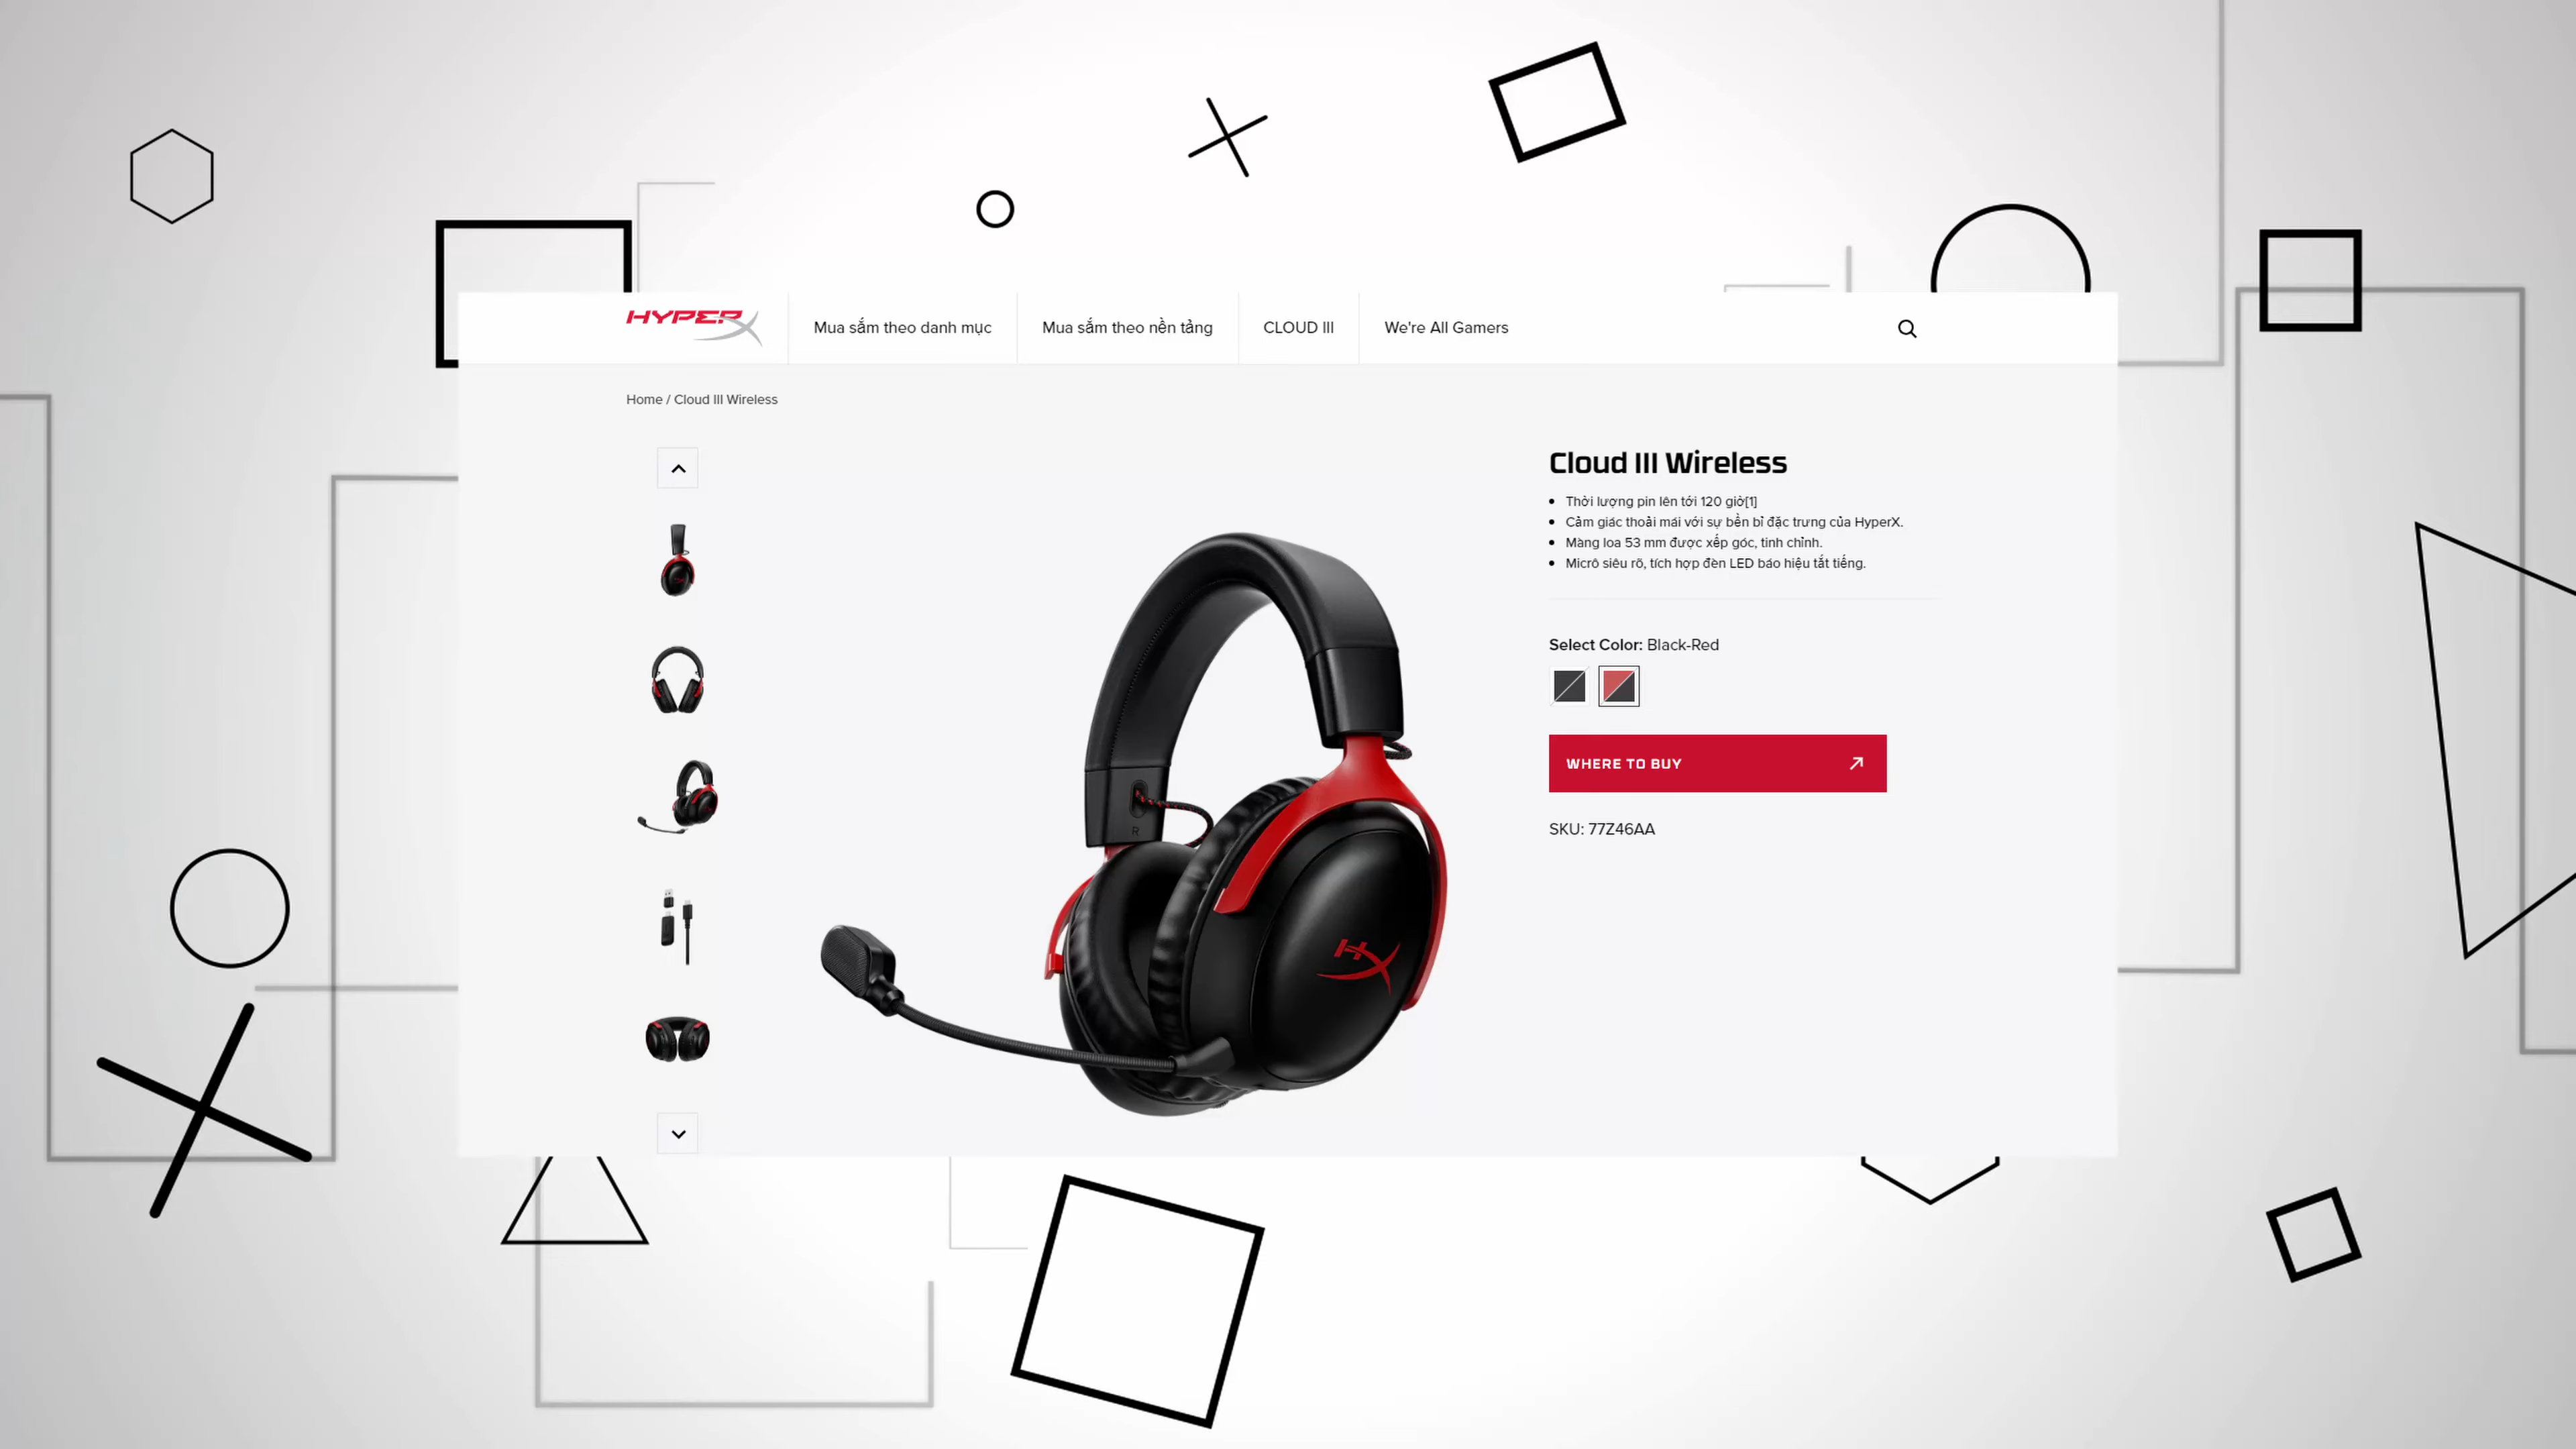 HYPERX
Mua sắm theo danh mục
Mua sắm theo nền tảng
CLOUD III
We're All Gamers
Home / Cloud III Wireless
Cloud III Wireless
Thời lượng pin lên tới 120 giờ[1]
Cảm giác thoải mái với sự bền bỉ đặc trưng của HyperX.
Màng loa 53 mm được xếp góc, tinh chỉnh.
Micrô siêu rõ, tích hợp đèn LED báo hiệu tắt tiếng.
Select Color: Black-Red
WHERE TO BUY
SKU: 77Z46AA
R
HX